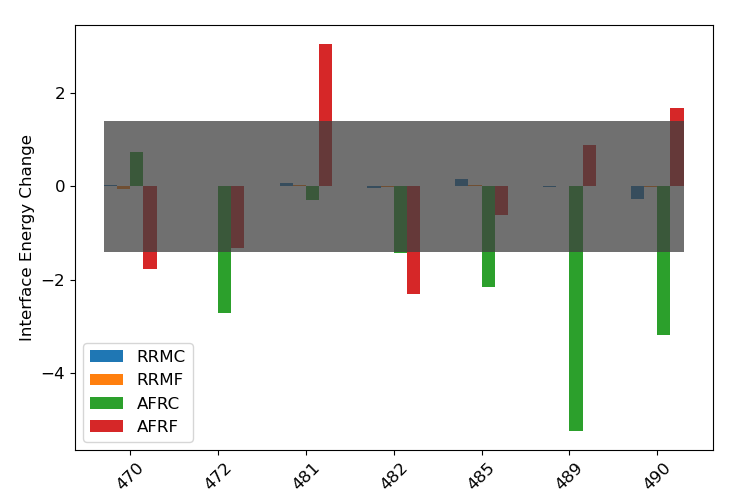 2
0
−2
−4
Interface Energy Change
RRMC
RRMF
AFRC
AFRF
470
472
481
482
485
489
490